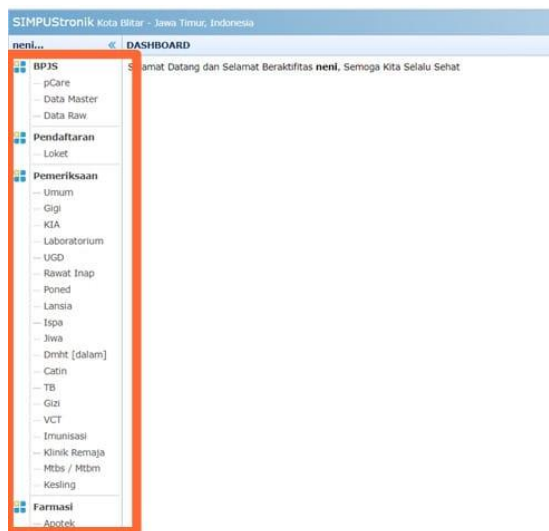 SIMPUStronik Kota Blitar - Jawa Timur, Indonesia
neni... « DASHBOARD
BPJS
Selamat Datang dan Selamat Beraktifitas neni, Semoga Kita Selalu Sehat
pCare
Data Master
Data Raw
Pendaftaran
Loket
Pemeriksaan
Umum
Gigi
KIA
Laboratorium
UGD
Rawat Inap
Poned
Lansia
Ispa
Jiwa
Dmht [dalam]
Catin
TB
Gizi
VCT
Imunisasi
Klinik Remaja
Mtbs / Mtbm
Kesling
Farmasi
Apotek